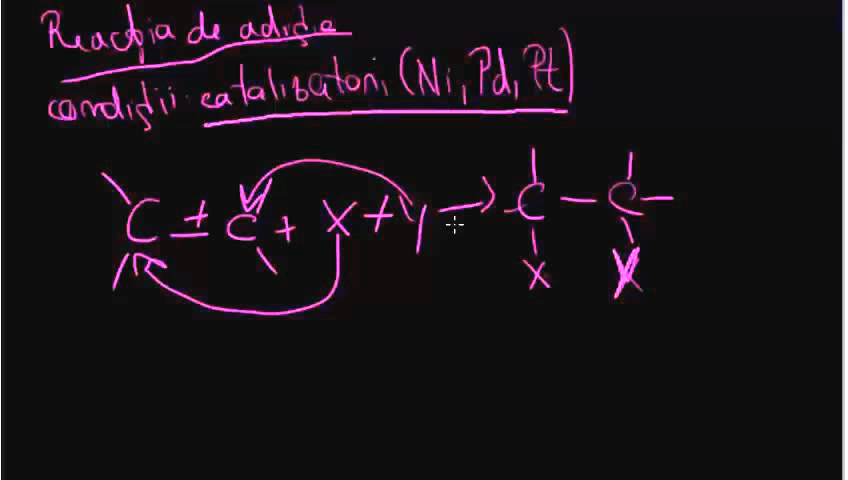 Reacția de adiție
condiții: catalizatori, (Ni, Pd, Pt)
C = C + X + Y → C — C
X